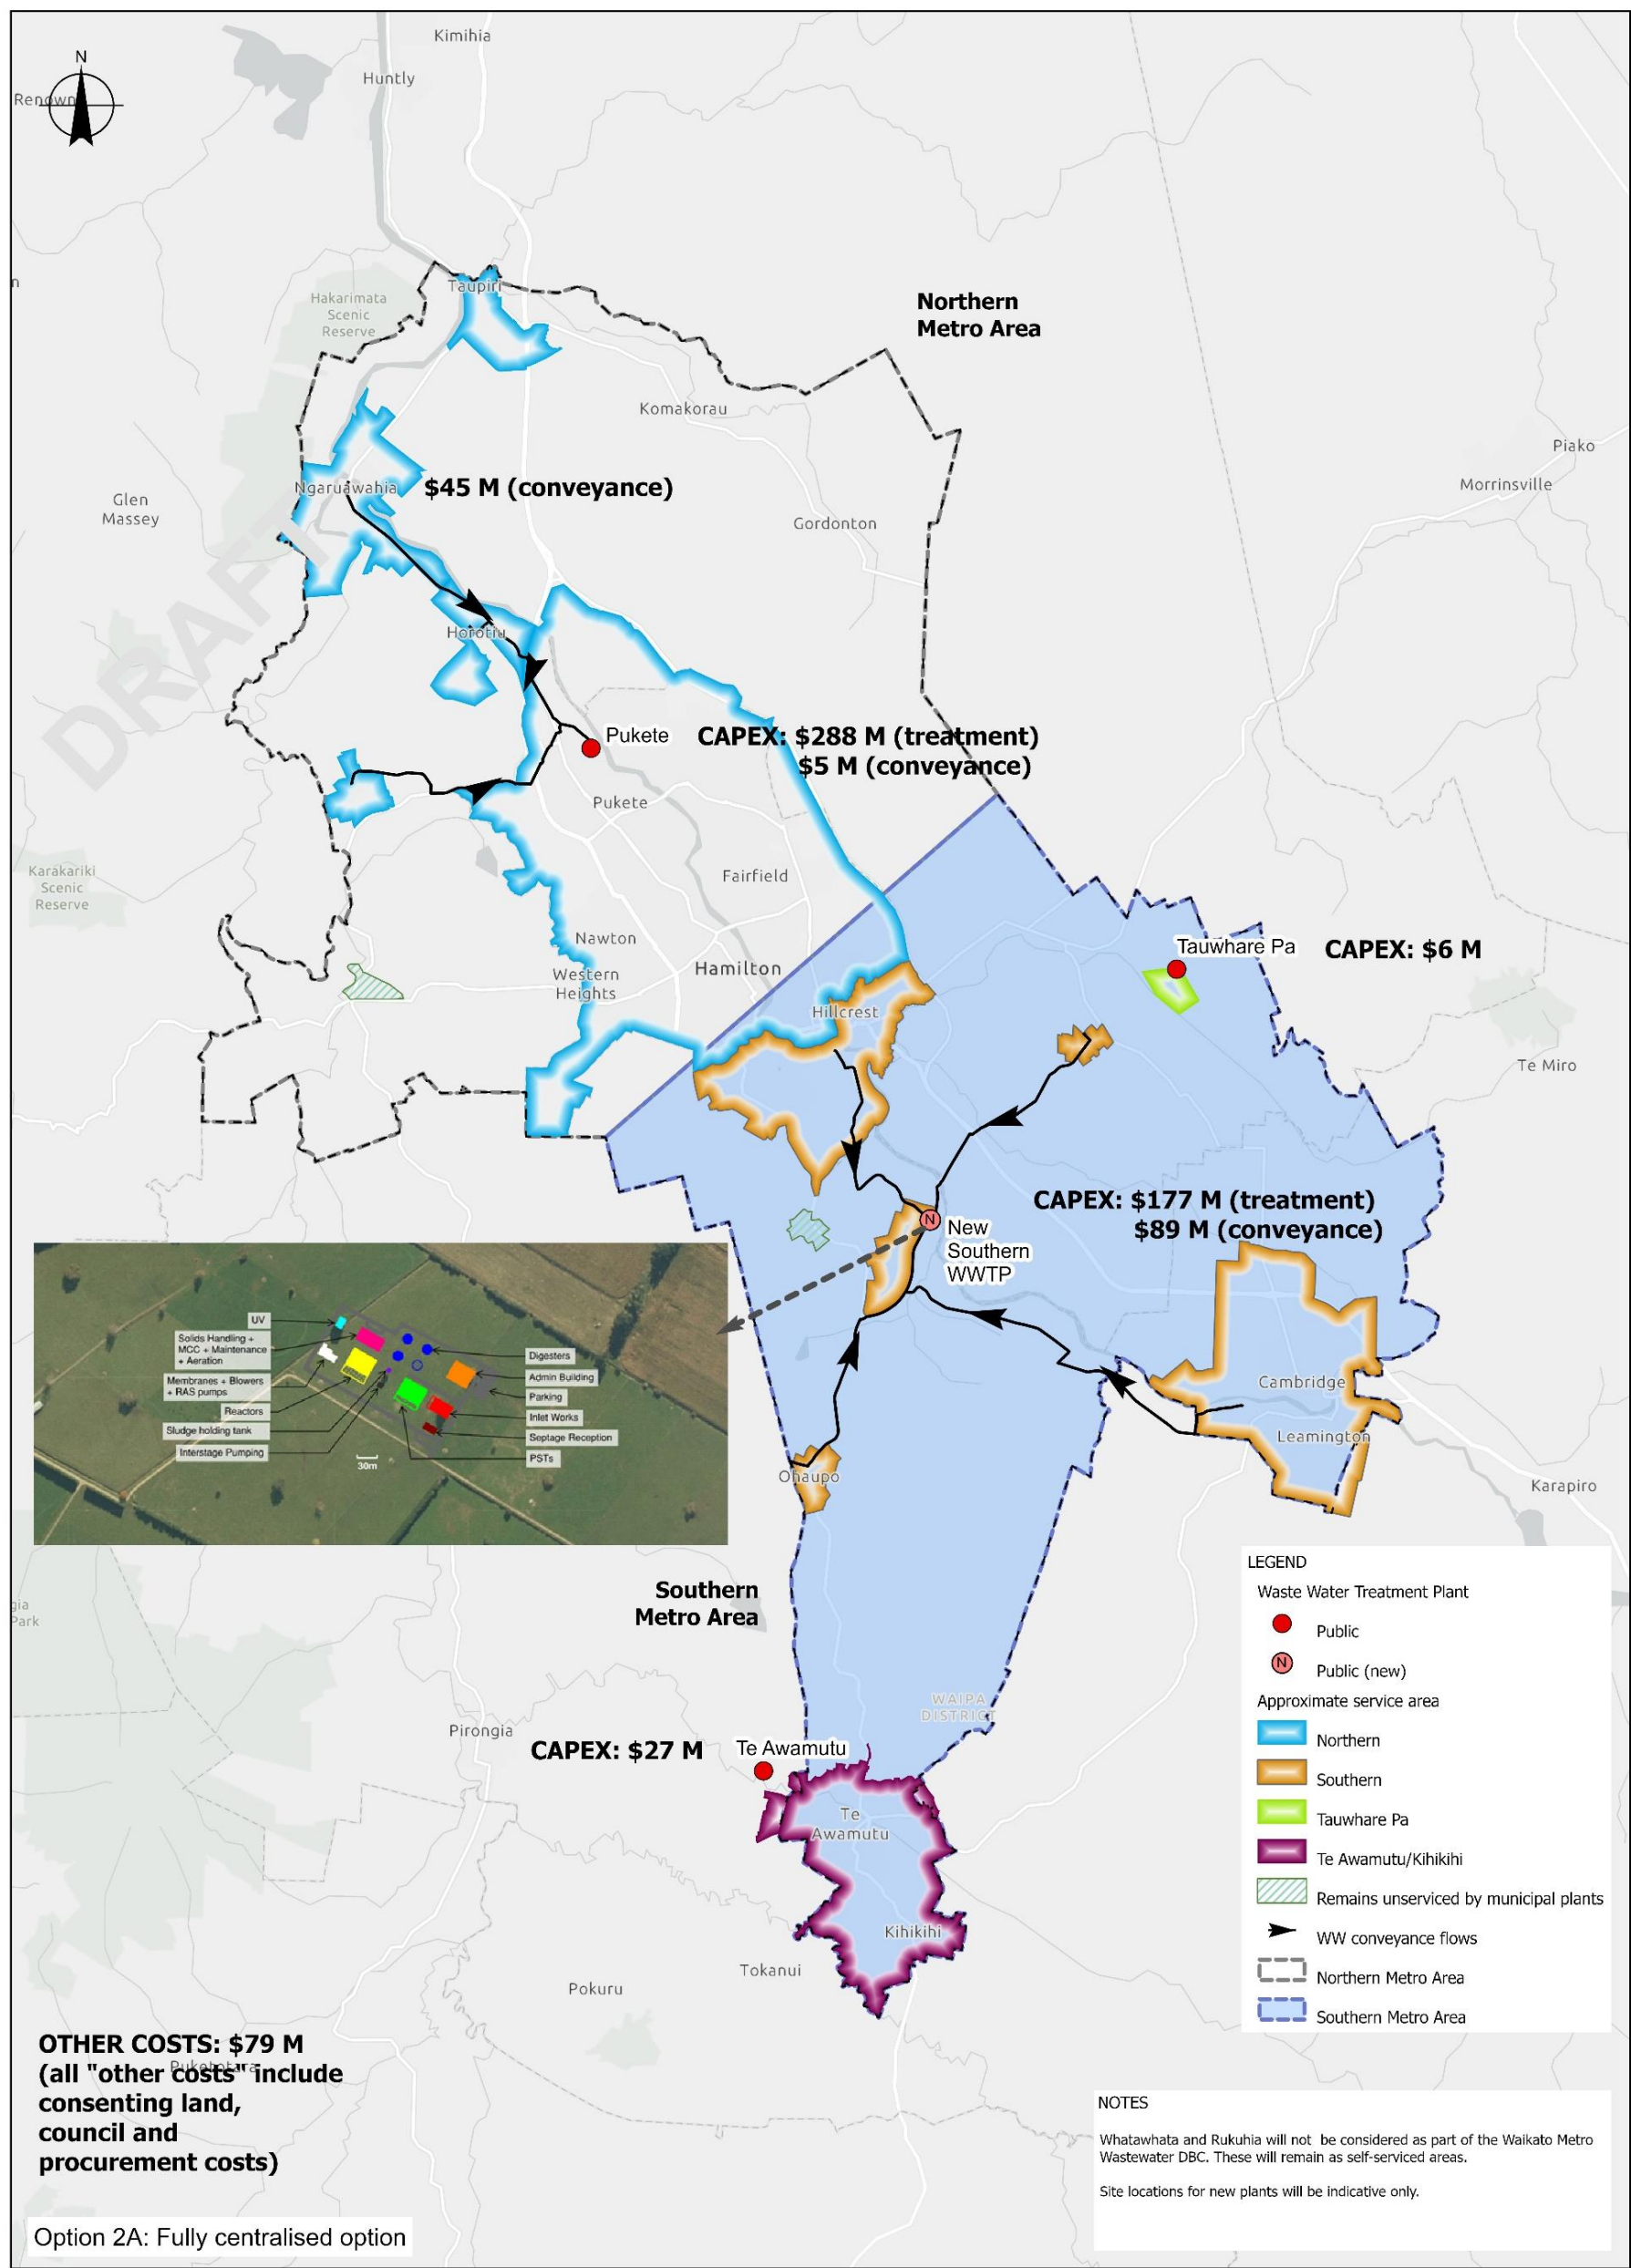 N
Kimihia
Huntly
Renown
Taupiri
Hakarimata
Scenic
Reserve
Northern
Metro Area
Komakorau
Piako
Morrinsville
Ngaruawahia
$45 M (conveyance)
Glen
Massey
Gordonton
DRAFT
Horotiu
Pukete
CAPEX: $288 M (treatment)
$5 M (conveyance)
Pukete
Fairfield
Karakariki
Scenic
Reserve
Nawton
Western
Heights
Hamilton
Tauwhare Pa
CAPEX: $6 M
Hillcrest
Te Miro
CAPEX: $177 M (treatment)
$89 M (conveyance)
N
New
Southern
WWTP
UV
Solids Handling +
MCC + Maintenance
+ Aeration
Membranes + Blowers
+ RAS pumps
Reactors
Sludge holding tank
Interstage Pumping
30m
Digesters
Admin Building
Parking
Inlet Works
Septage Reception
PSTs
Cambridge
Leamington
Ohaupo
Karapiro
Southern
Metro Area
gia
Park
WAIPA
DISTRICT
Pirongia
CAPEX: $27 M
Te Awamutu
Te
Awamutu
Kihikihi
Tokanui
Pokuru
Puketotara
OTHER COSTS: $79 M
(all "other costs" include
consenting land,
council and
procurement costs)
Option 2A: Fully centralised option
LEGEND
Waste Water Treatment Plant
Public
N
Public (new)
Approximate service area
Northern
Southern
Tauwhare Pa
Te Awamutu/Kihikihi
Remains unserviced by municipal plants
WW conveyance flows
Northern Metro Area
Southern Metro Area
NOTES
Whatawhata and Rukuhia will not be considered as part of the Waikato Metro
Wastewater DBC. These will remain as self-serviced areas.
Site locations for new plants will be indicative only.